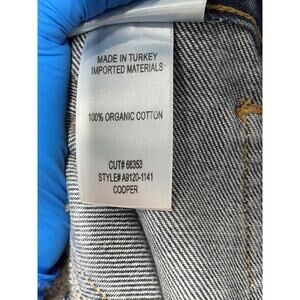 MADE IN TURKEY
IMPORTED MATERIALS
100% ORGANIC COTTON
CUT# 66353
STYLE# A9120-1141
COOPER